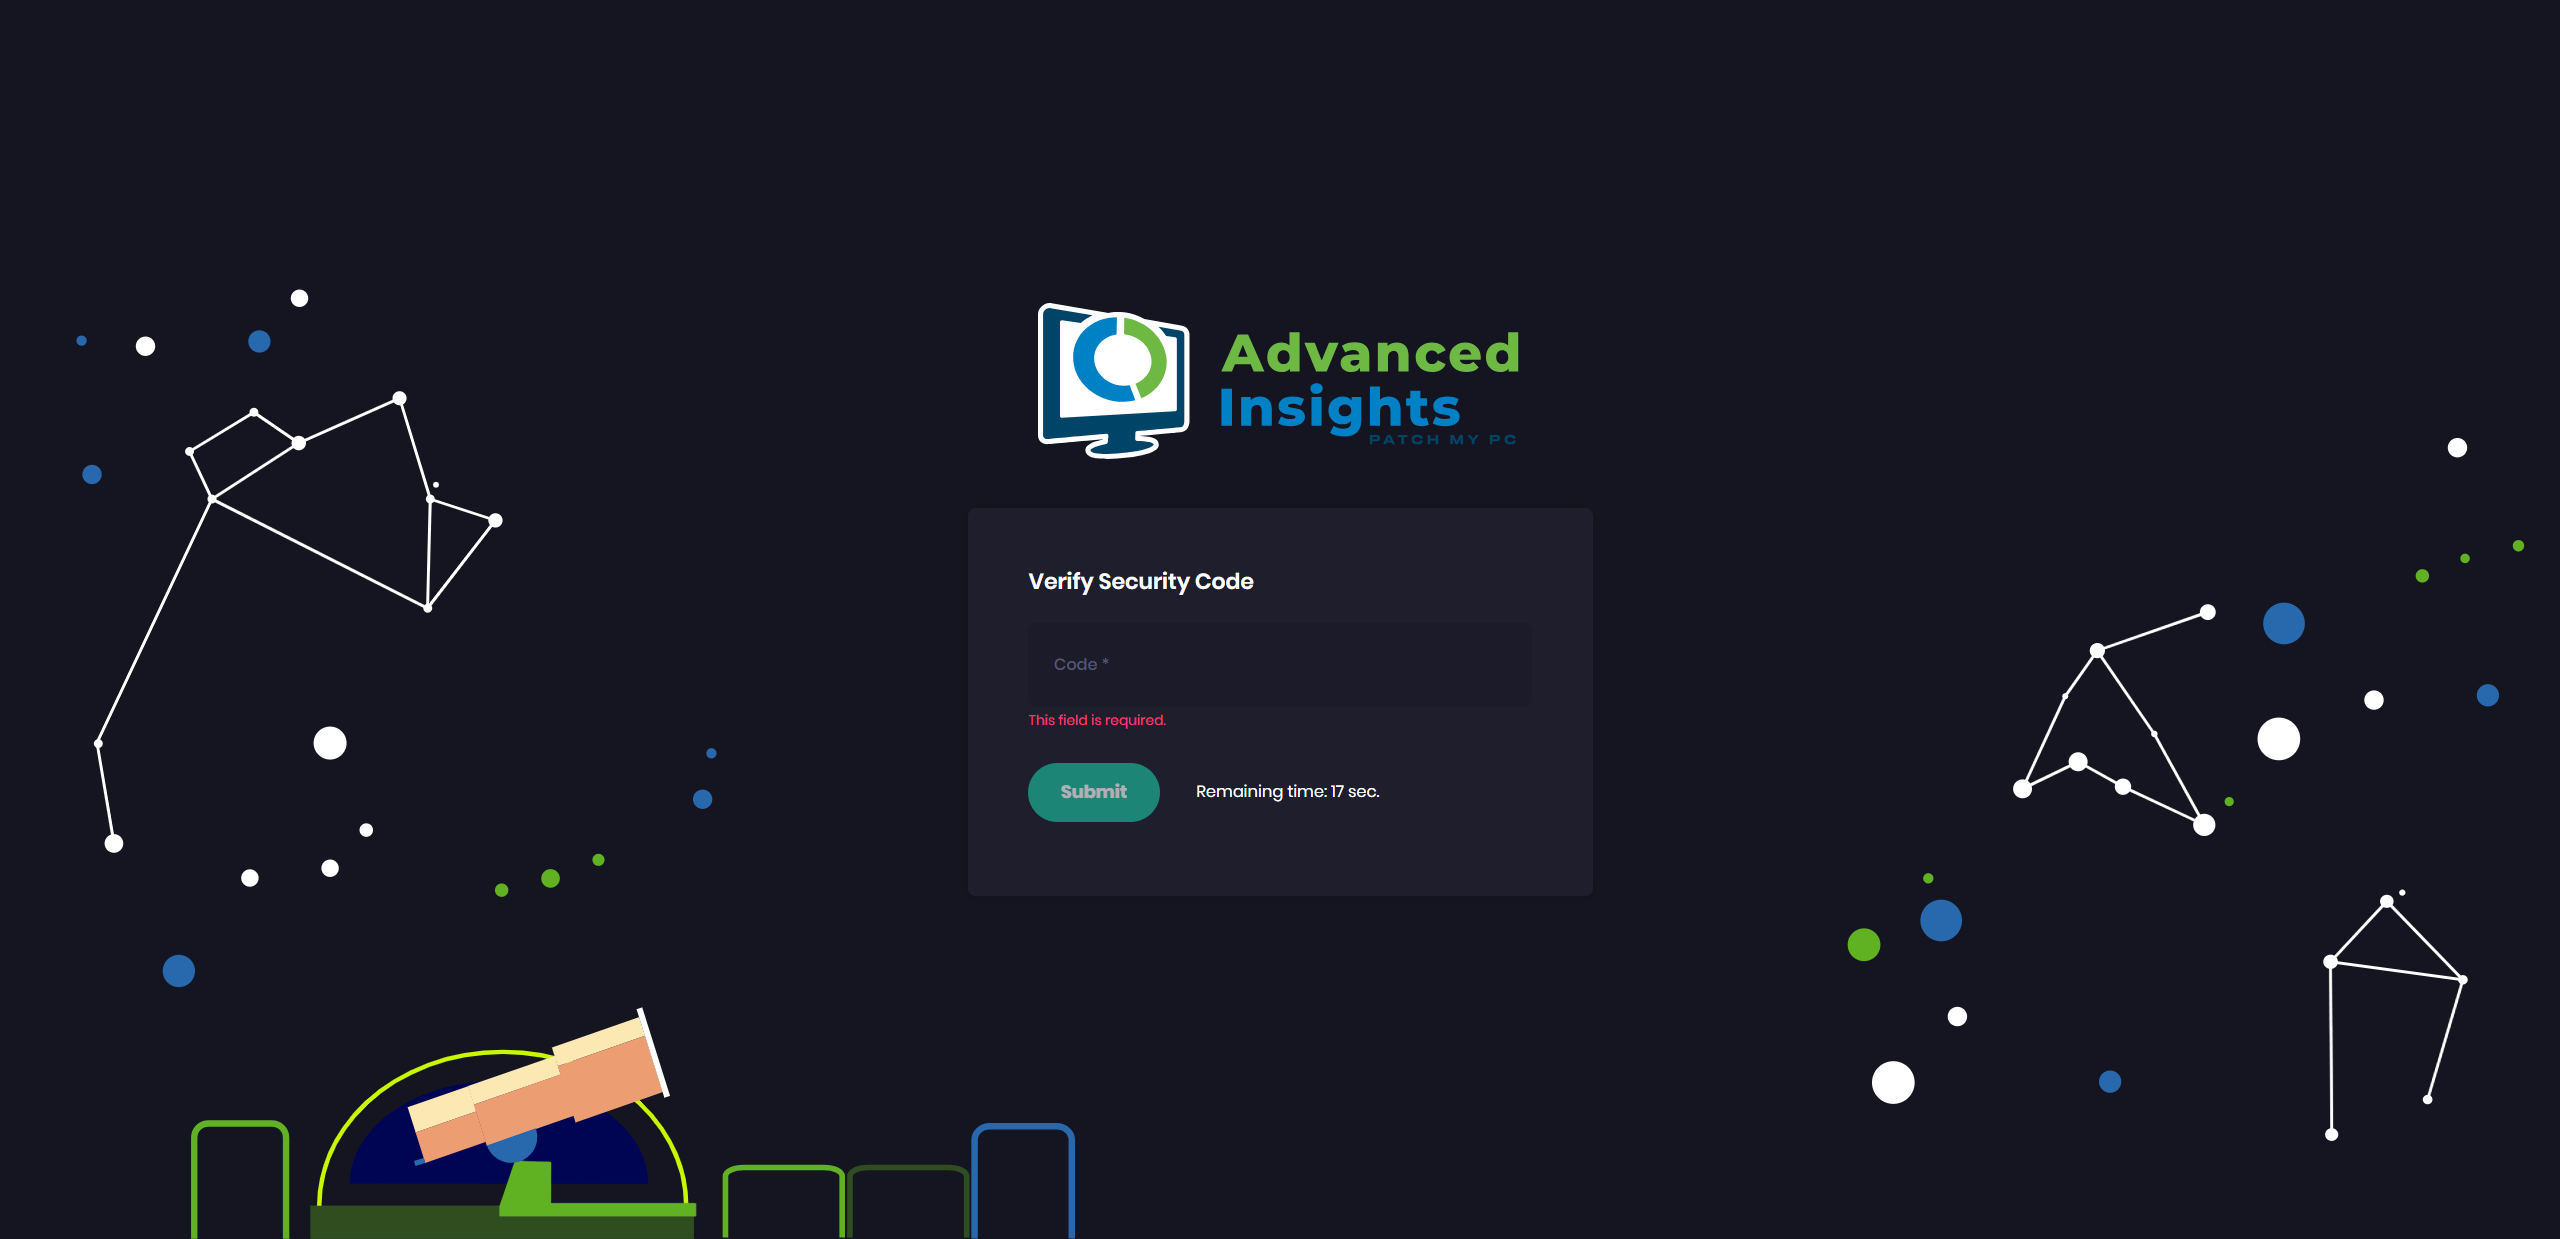 Advanced
Insights
PATCH MY PC
Verify Security Code
Code *
This field is required.
Submit
Remaining time: 17 sec.